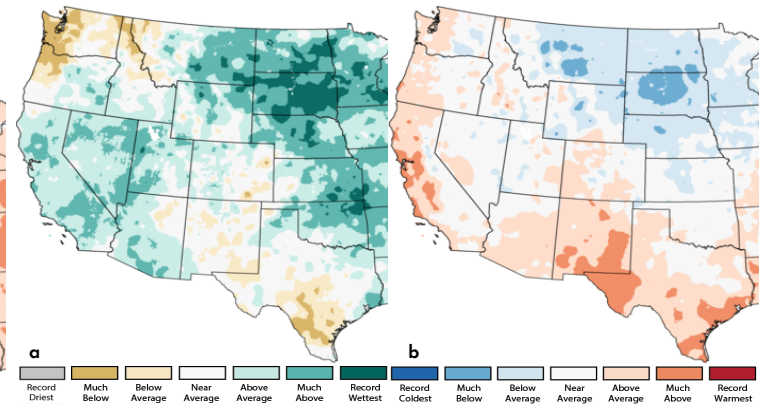 a
b
Record Driest
Much Below
Below Average
Near Average
Above Average
Much Above
Record Wettest
Record Coldest
Much Below
Below Average
Near Average
Above Average
Much Above
Record Warmest